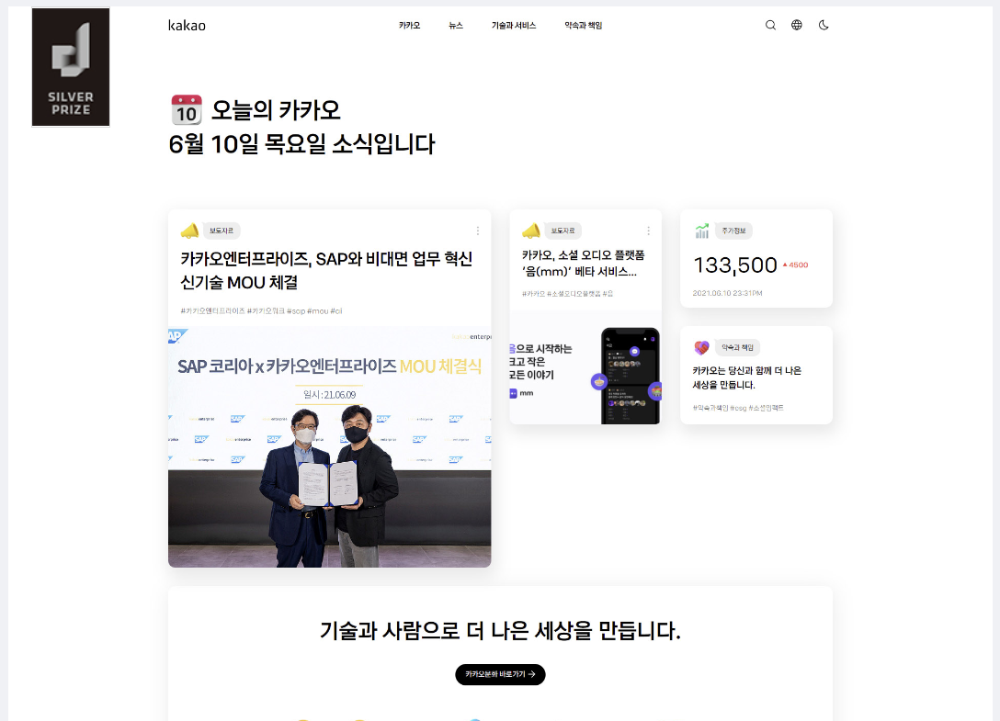 SILVER
PRIZE
kakao
카카오 뉴스 기술과 서비스 약속과 책임
10 오늘의 카카오
6월 10일 목요일 소식입니다
보도자료
카카오엔터프라이즈, SAP와 비대면 업무 혁신
신기술 MOU 체결
#카카오엔터프라이즈 #카카오워크 #sap #mou #ai
SAP
enterpri
SAP 코리아 x 카카오엔터프라이즈 MOU 체결식
일시 : 21.06.09
보도자료
카카오, 소셜 오디오 플랫폼
‘음(mm)’ 베타 서비스...
#카카오 #소셜오디오플랫폼 #음
음으로 시작하는
크고 작은
모든 이야기
mm
주가정보
133,500 ▲4500
2021.06.10 23:31PM
약속과 책임
카카오는 당신과 함께 더 나은
세상을 만듭니다.
#약속과책임 #esg #소셜임팩트
기술과 사람으로 더 나은 세상을 만듭니다.
카카오문화 바로가기 →